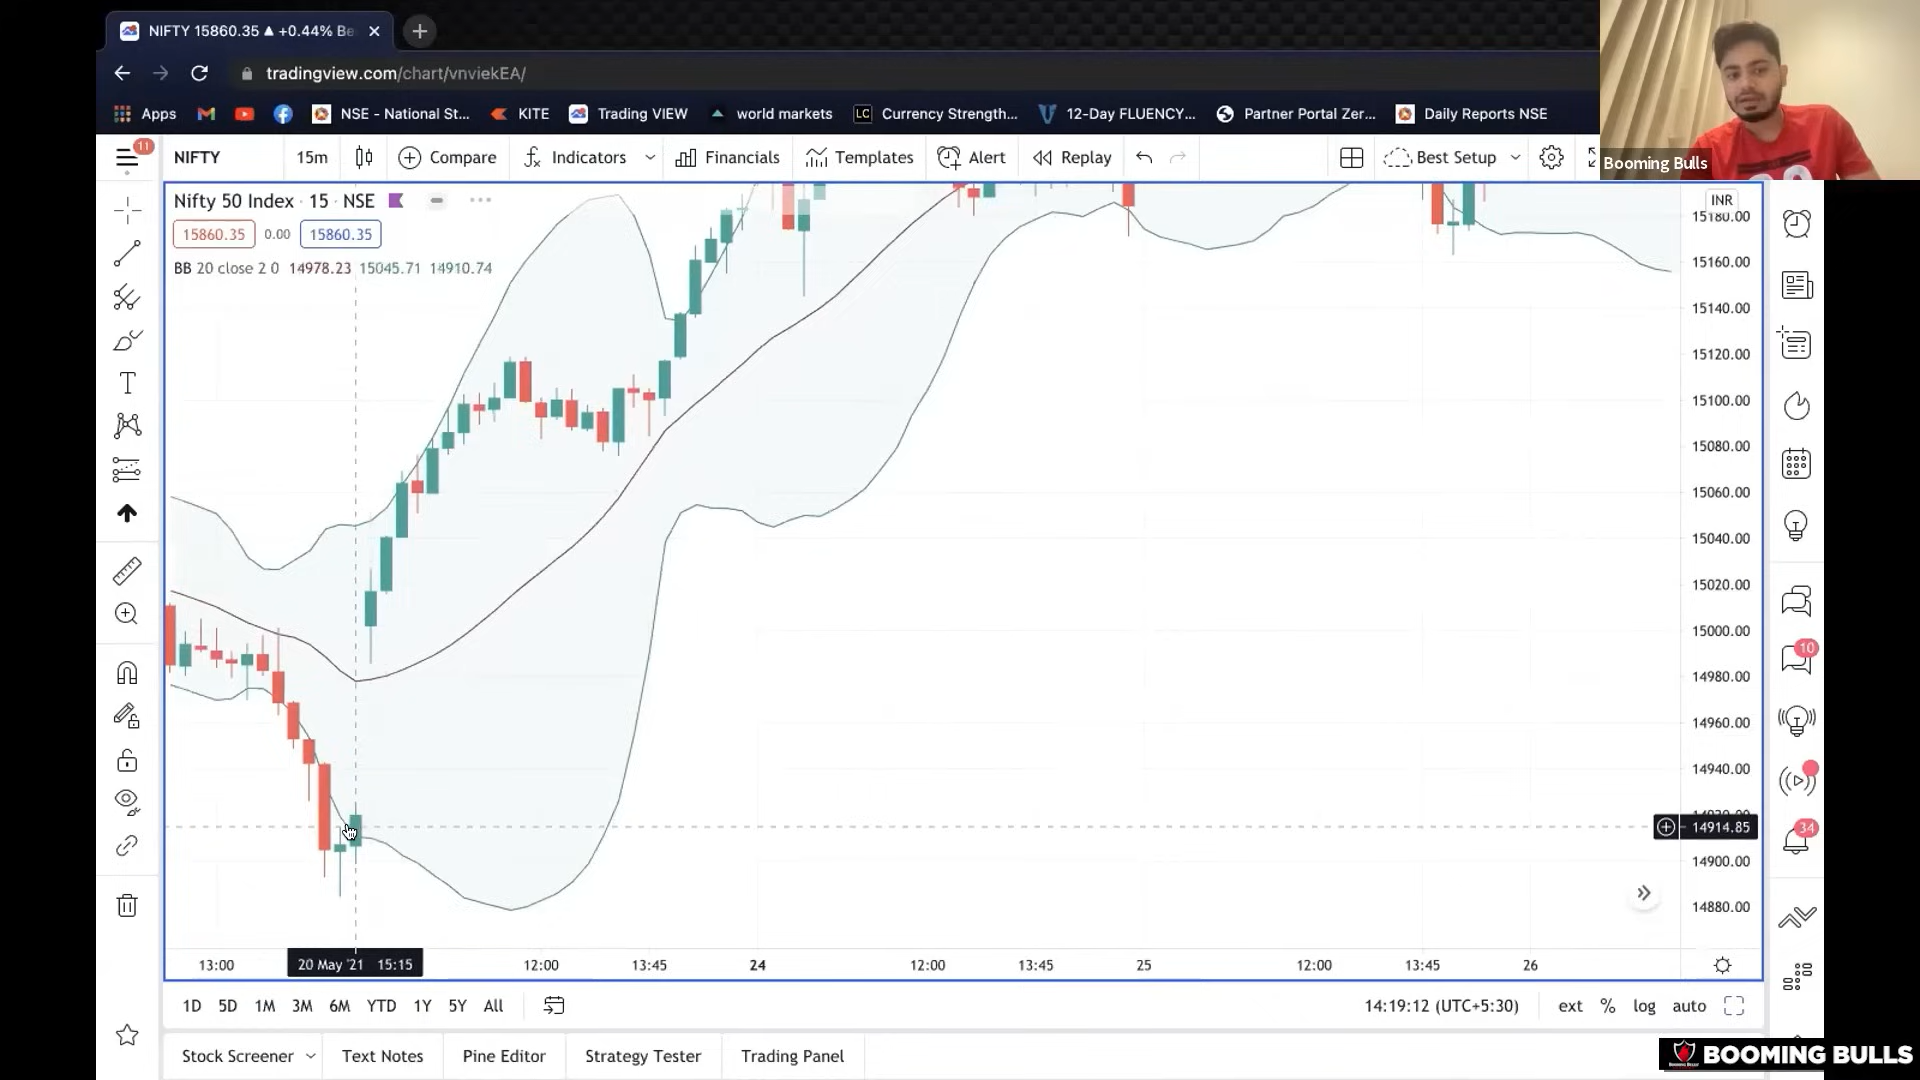 NIFTY 15860.35 ▲ +0.44% Be
tradingview.com/chart/vnviekEA/
Apps NSE - National St... KITE Trading VIEW world markets LC Currency Strength... 12-Day FLUENCY... Partner Portal Zer... Daily Reports NSE
Booming Bulls
11
NIFTY 15m Compare Indicators Financials Templates Alert Replay Best Setup
Nifty 50 Index · 15 · NSE
INR
15860.35 0.00 15860.35
BB 20 close 2 0 14978.23 15045.71 14910.74
15180.00
15160.00
15140.00
15120.00
15100.00
15080.00
15060.00
15040.00
15020.00
15000.00
14980.00
14960.00
14940.00
14914.85
14900.00
14880.00
10
34
13:00 20 May '21 15:15 12:00 13:45 24 12:00 13:45 25 12:00 13:45 26
1D 5D 1M 3M 6M YTD 1Y 5Y All 14:19:12 (UTC+5:30) ext % log auto
Stock Screener Text Notes Pine Editor Strategy Tester Trading Panel
BOOMING BULLS